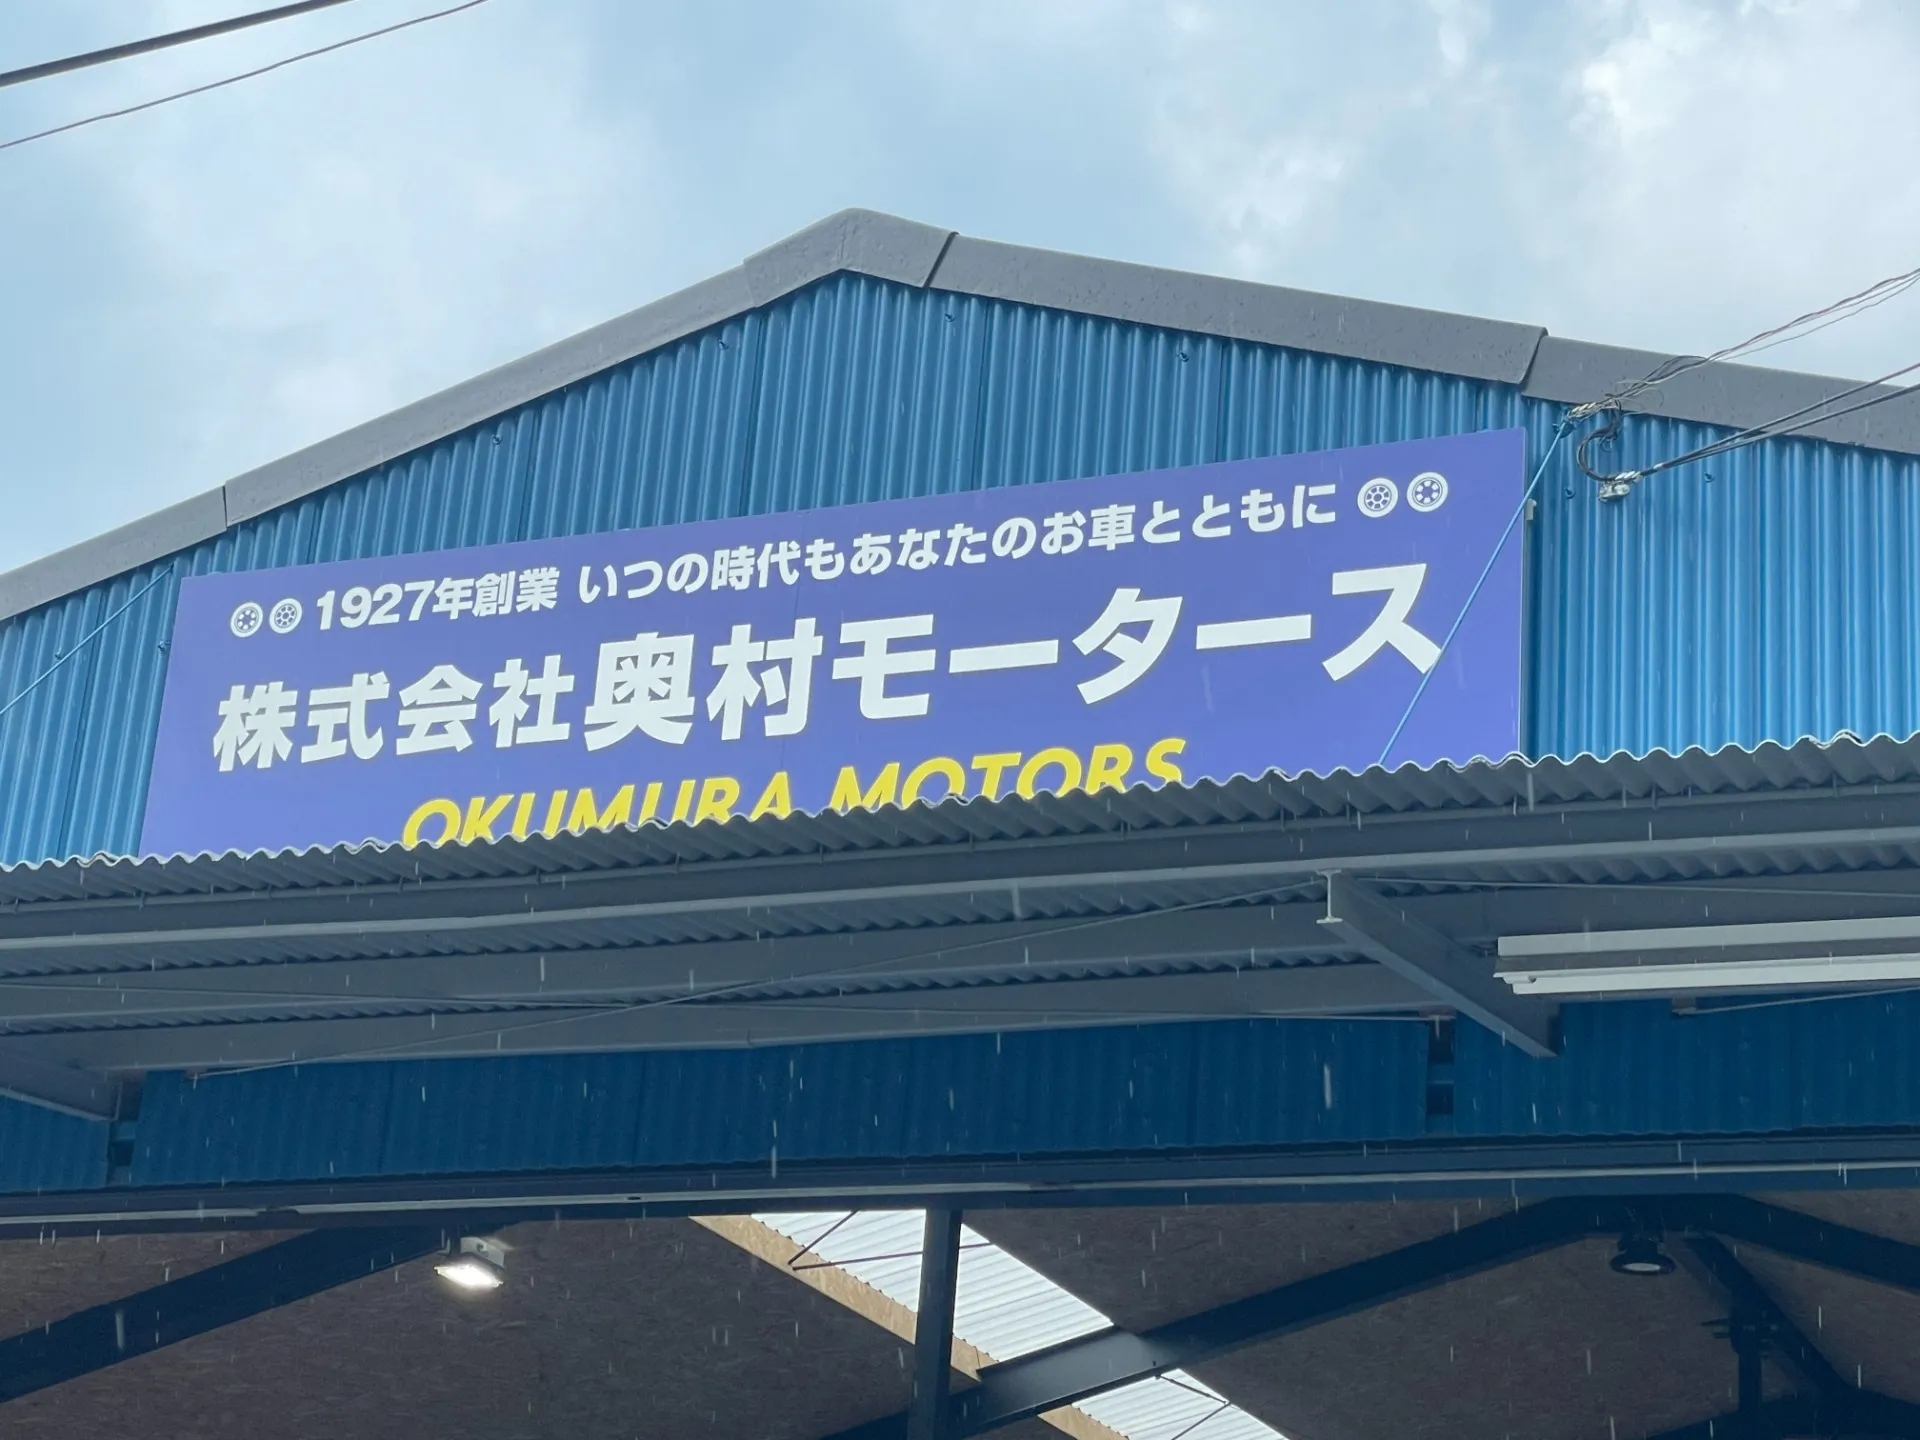 1927年創業 いつの時代もあなたのお車とともに
株式会社奥村モータース
OKUMURA MOTORS